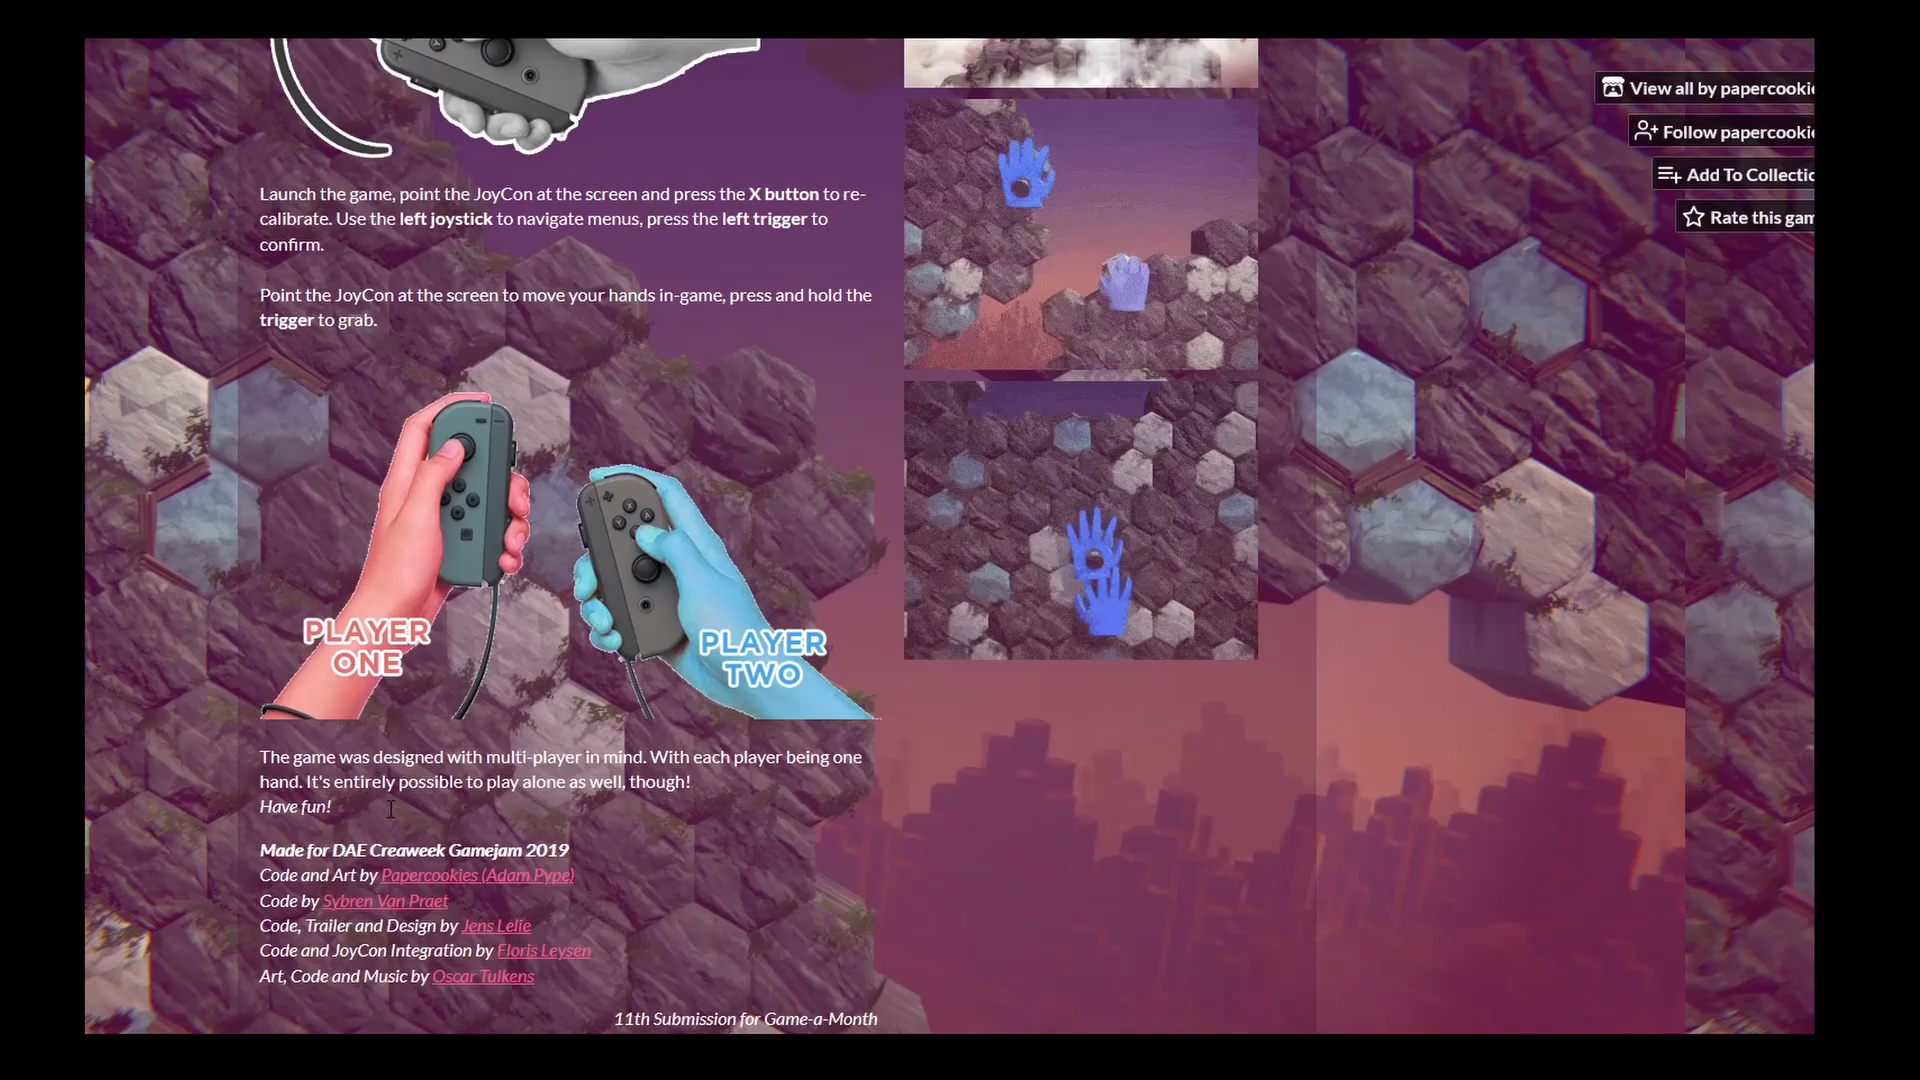 View all by papercookie
Follow papercookie
Add To Collectio
Rate this gam
Launch the game, point the JoyCon at the screen and press the X button to re-
calibrate. Use the left joystick to navigate menus, press the left trigger to
confirm.
Point the JoyCon at the screen to move your hands in-game, press and hold the
trigger to grab.
PLAYER
ONE
PLAYER
TWO
The game was designed with multi-player in mind. With each player being one
hand. It's entirely possible to play alone as well, though!
Have fun!
Made for DAE Creaweek Gamejam 2019
Code and Art by Papercookies (Adam Pype)
Code by Sybren Van Praet
Code, Trailer and Design by Jens Lelie
Code and JoyCon Integration by Floris Leysen
Art, Code and Music by Oscar Tulkens
11th Submission for Game-a-Month